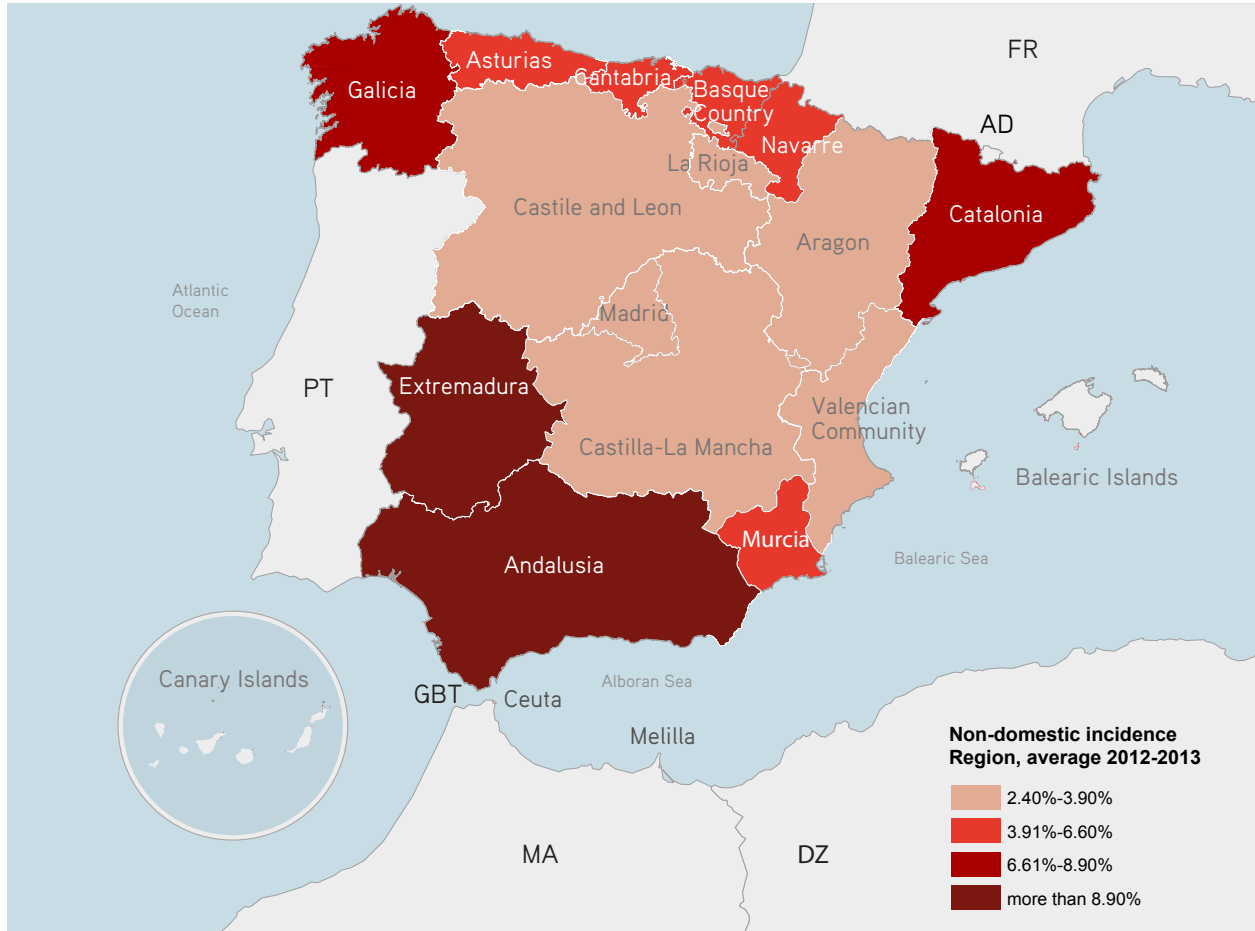 FR
Asturias
Cantabria
Galicia
Basque
Country
AD
Navarre
La Rioja
Castile and Leon
Catalonia
Aragon
Atlantic
Ocean
Madrid
PT
Extremadura
Valencian
Community
Castilla-La Mancha
Balearic Islands
Murcia
Andalusia
Balearic Sea
Canary Islands
Alboran Sea
GBT
Ceuta
Melilla
MA
DZ
Non-domestic incidence
Region, average 2012-2013
2.40%-3.90%
3.91%-6.60%
6.61%-8.90%
more than 8.90%